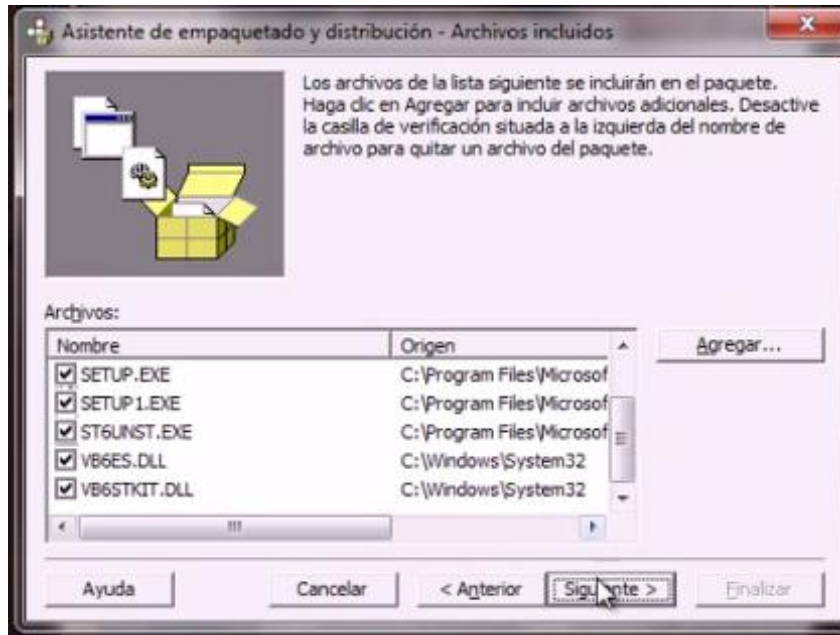 Asistente de empaquetado y distribución - Archivos incluidos
Los archivos de la lista siguiente se incluirán en el paquete.
Haga clic en Agregar para incluir archivos adicionales. Desactive
la casilla de verificación situada a la izquierda del nombre de
archivo para quitar un archivo del paquete.
Archivos:
Nombre Origen
Agregar...
SETUP.EXE C:\Program Files\Microsof
SETUP1.EXE C:\Program Files\Microsof
ST6UNST.EXE C:\Program Files\Microsof
VB6ES.DLL C:\Windows\System32
VB6STKIT.DLL C:\Windows\System32
Ayuda Cancelar < Anterior Siguiente > Finalizar